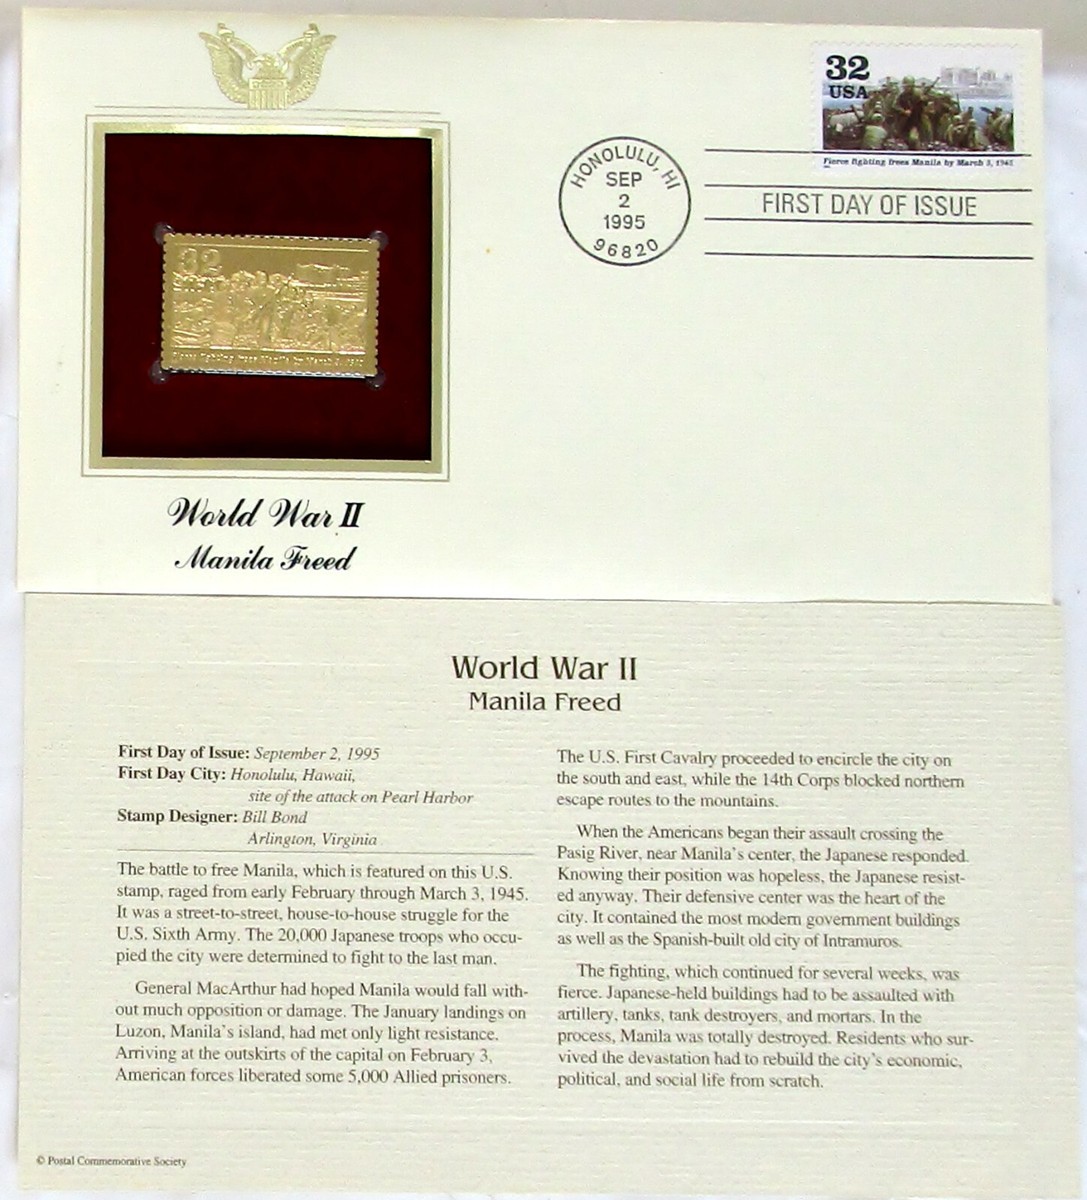 32
USA
Fierce fighting frees Manila by March 3, 1945
HONOLULU, HI
SEP
2
1995
96820
FIRST DAY OF ISSUE
32
Fierce fighting frees Manila by March 3, 1945
World War II
Manila Freed
World War II
Manila Freed
First Day of Issue: September 2, 1995
First Day City: Honolulu, Hawaii,
site of the attack on Pearl Harbor
Stamp Designer: Bill Bond
Arlington, Virginia
The battle to free Manila, which is featured on this U.S.
stamp, raged from early February through March 3, 1945.
It was a street-to-street, house-to-house struggle for the
U.S. Sixth Army. The 20,000 Japanese troops who occu-
pied the city were determined to fight to the last man.
General MacArthur had hoped Manila would fall with-
out much opposition or damage. The January landings on
Luzon, Manila's island, had met only light resistance.
Arriving at the outskirts of the capital on February 3,
American forces liberated some 5,000 Allied prisoners.
The U.S. First Cavalry proceeded to encircle the city on
the south and east, while the 14th Corps blocked northern
escape routes to the mountains.
When the Americans began their assault crossing the
Pasig River, near Manila's center, the Japanese responded.
Knowing their position was hopeless, the Japanese resist-
ed anyway. Their defensive center was the heart of the
city. It contained the most modern government buildings
as well as the Spanish-built old city of Intramuros.
The fighting, which continued for several weeks, was
fierce. Japanese-held buildings had to be assaulted with
artillery, tanks, tank destroyers, and mortars. In the
process, Manila was totally destroyed. Residents who sur-
vived the devastation had to rebuild the city's economic,
political, and social life from scratch.
© Postal Commemorative Society